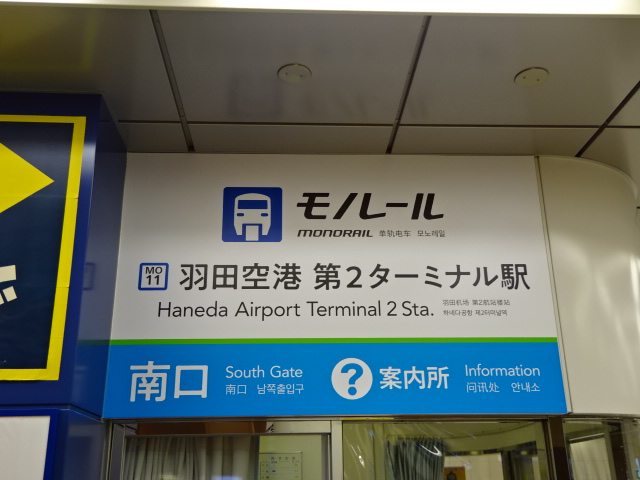 モノレール
MONORAIL 单轨电车 모노레일
MO 11 羽田空港 第2ターミナル駅
Haneda Airport Terminal 2 Sta. 羽田机场 第2航站楼站
하네다공항 제2터미널역
南口 South Gate
南口 남쪽출입구
? 案内所 Information
问讯处 안내소